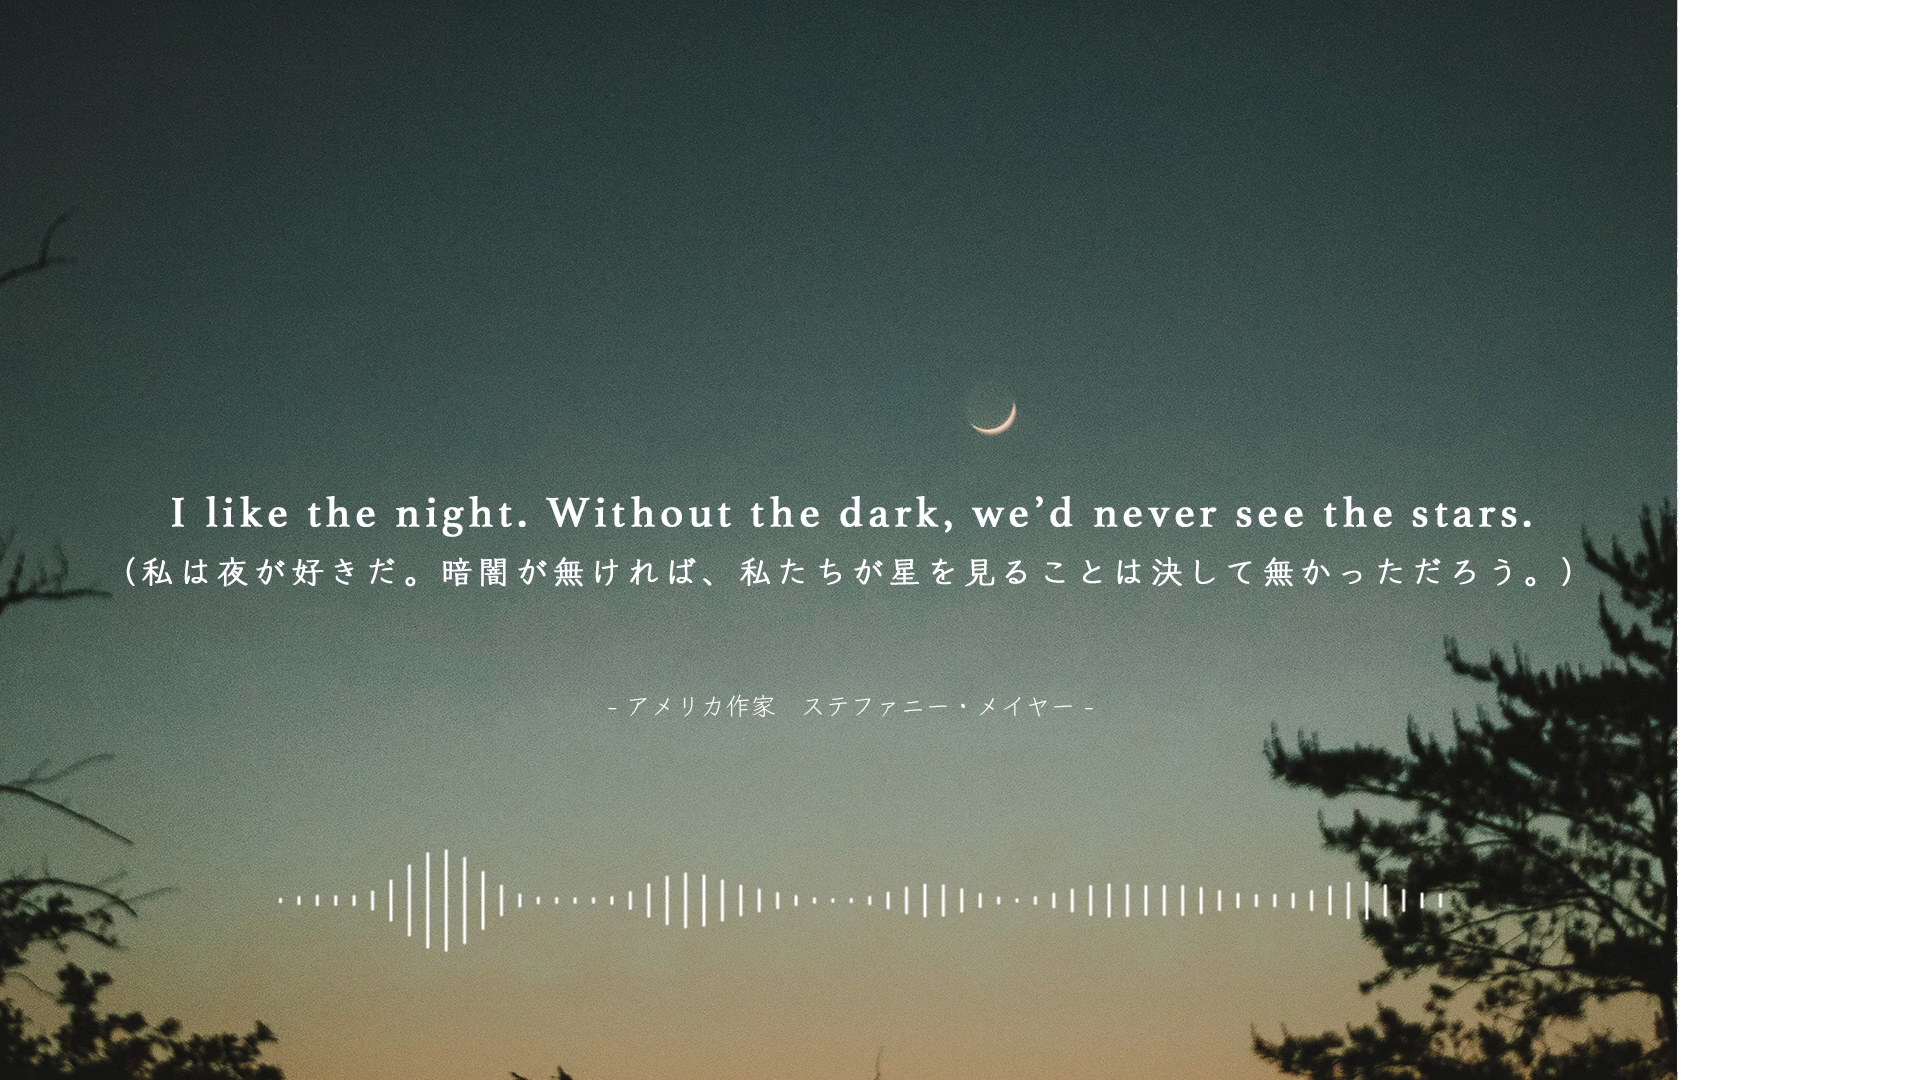 I like the night. Without the dark, we’d never see the stars.
（私は夜が好きだ。暗闇が無ければ、私たちが星を見ることは決して無かっただろう。）
- アメリカ作家　ステファニー・メイヤー -